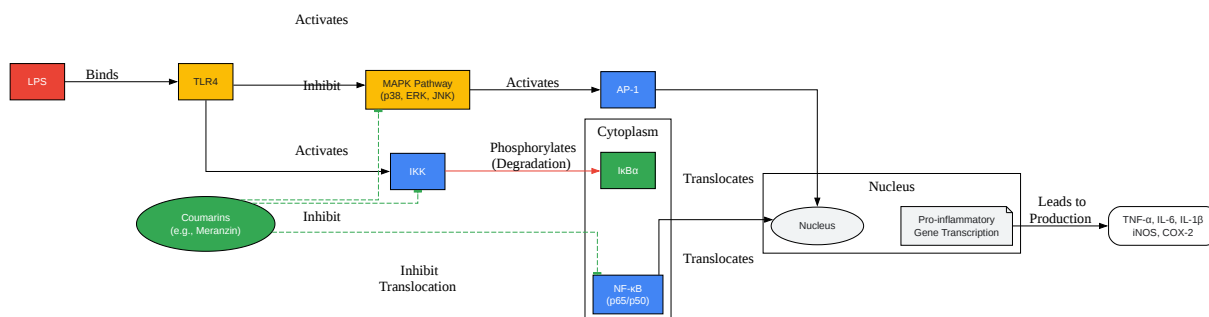 Activates
LPS
Binds
TLR4
Inhibit
MAPK Pathway
(p38, ERK, JNK)
Activates
AP-1
Cytoplasm
Activates
IKK
Phosphorylates
(Degradation)
IκBα
Translocates
Nucleus
Coumarins
(e.g., Meranzin)
Inhibit
Nucleus
Pro-inflammatory
Gene Transcription
Leads to
Production
TNF-α, IL-6, IL-1β
iNOS, COX-2
Inhibit
Translocation
NF-κB
(p65/p50)
Translocates